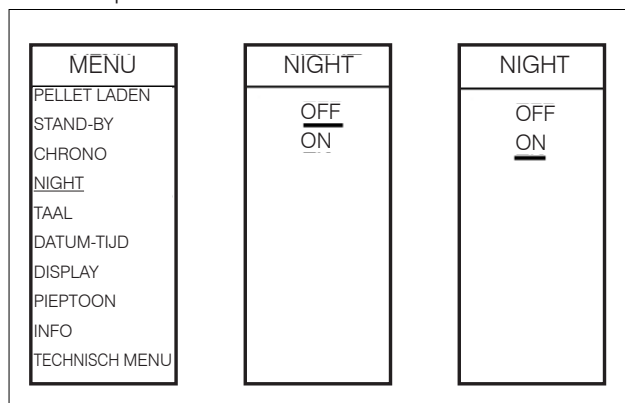 MENU
PELLET LADEN
STAND-BY
CHRONO
NIGHT
TAAL
DATUM-TIJD
DISPLAY
PIEPTOON
INFO
TECHNISCH MENU
NIGHT
OFF
ON
NIGHT
OFF
ON